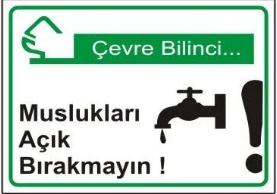 Çevre Bilinci...
Muslukları
Açık
Bırakmayın !